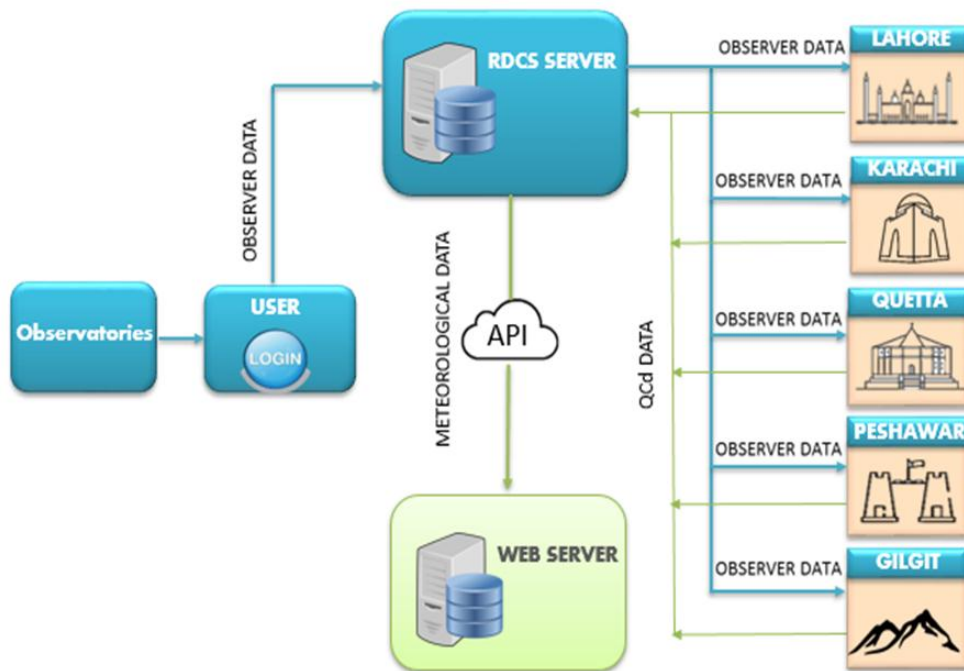 RDCS SERVER
OBSERVER DATA
LAHORE
OBSERVER DATA
KARACHI
OBSERVER DATA
METEOROLOGICAL DATA
API
QCd DATA
Observatories
USER
LOGIN
OBSERVER DATA
QUETTA
OBSERVER DATA
PESHAWAR
WEB SERVER
OBSERVER DATA
GILGIT